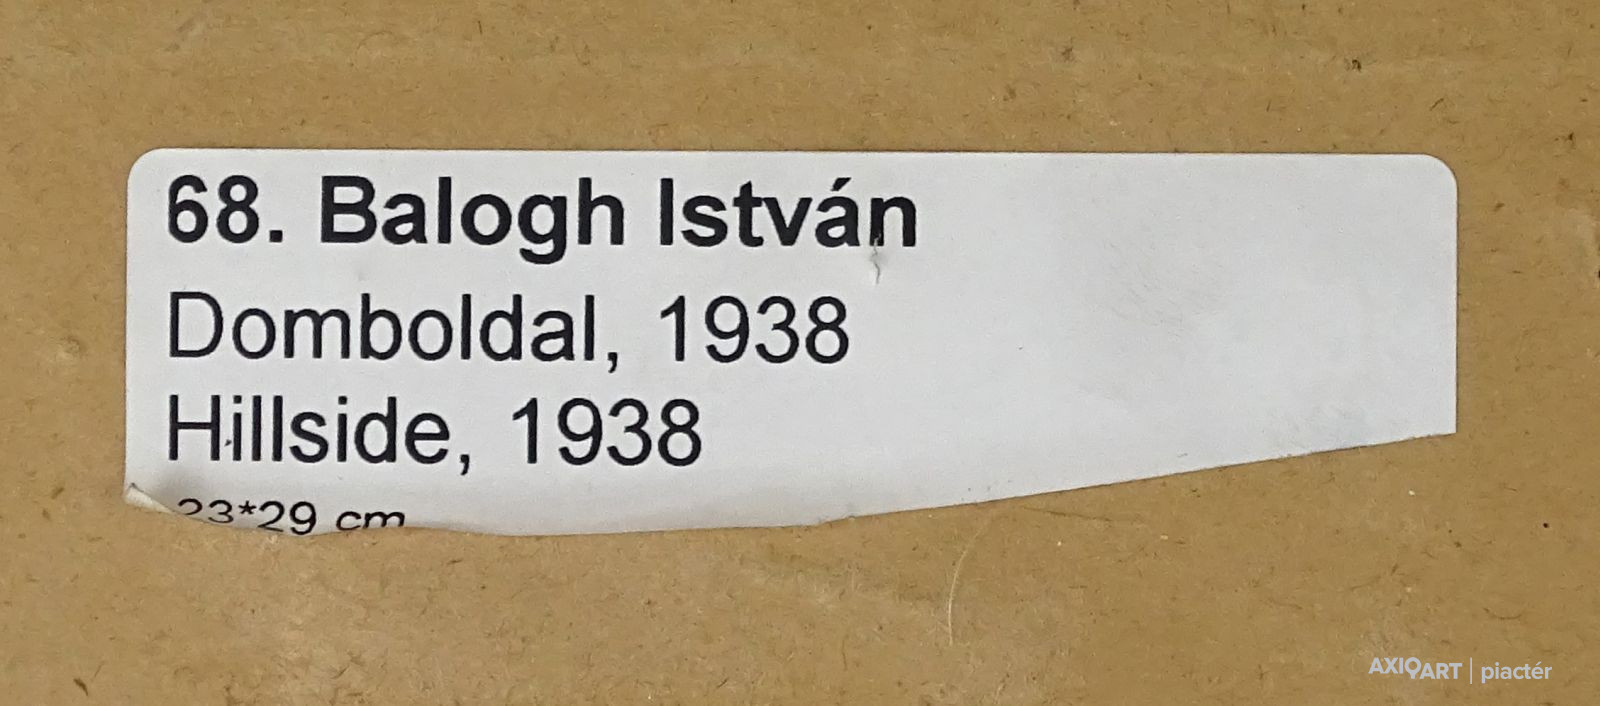 68. Balogh István
Domboldal, 1938
Hillside, 1938
23*29 cm
AXIOART | piactér